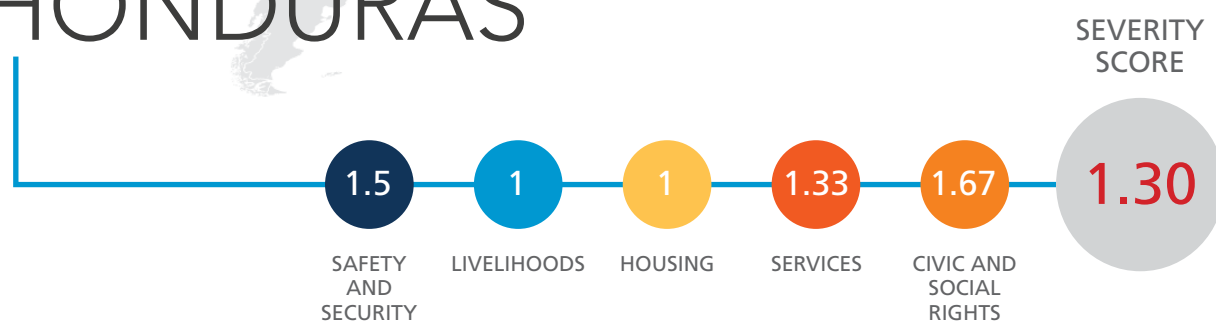 HONDURAS
SEVERITY
SCORE
1.5
1
1
1.33
1.67
1.30
SAFETY
AND
SECURITY
LIVELIHOODS
HOUSING
SERVICES
CIVIC AND
SOCIAL
RIGHTS